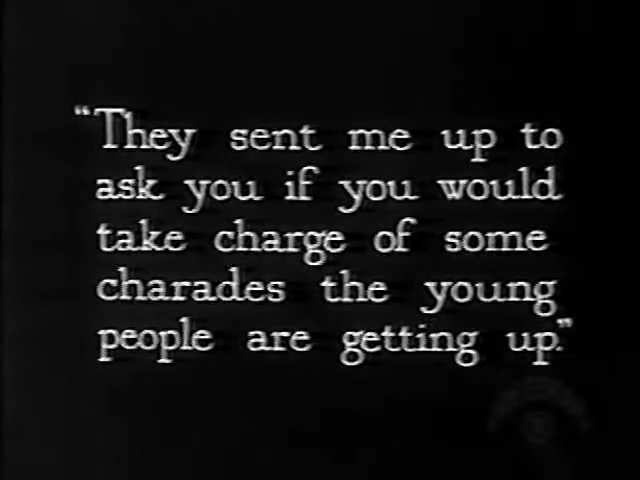 “They sent me up to
ask you if you would
take charge of some
charades the young
people are getting up.”